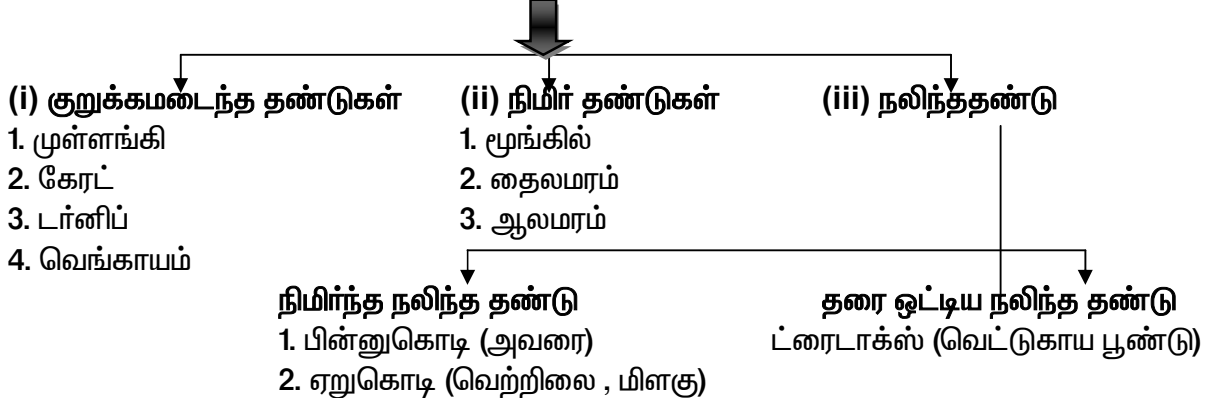 (i) குறுக்கமடைந்த தண்டுகள் (ii) நிமிர் தண்டுகள் (iii) நலிந்ததண்டு
1. முள்ளங்கி 1. மூங்கில்
2. கேரட் 2. தைலமரம்
3. டர்னிப் 3. ஆலமரம்
4. வெங்காயம்
நிமிர்ந்த நலிந்த தண்டு தரை ஒட்டிய நலிந்த தண்டு
1. பின்னுகொடி (அவரை) ட்ரைடாக்ஸ் (வெட்டுகாய பூண்டு)
2. ஏறுகொடி (வெற்றிலை , மிளகு)